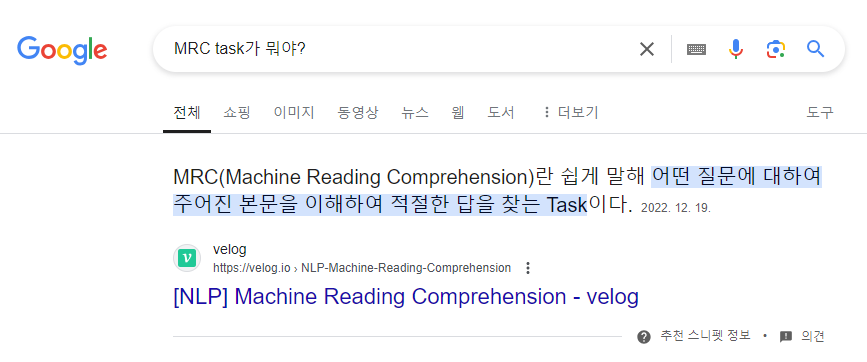 Google
MRC task가 뭐야?
전체 쇼핑 이미지 동영상 뉴스 웹 도서 더보기 도구
MRC(Machine Reading Comprehension)란 쉽게 말해 어떤 질문에 대하여
주어진 본문을 이해하여 적절한 답을 찾는 Task이다. 2022. 12. 19.
velog
https://velog.io › NLP-Machine-Reading-Comprehension
[NLP] Machine Reading Comprehension - velog
추천 스니펫 정보 • 의견